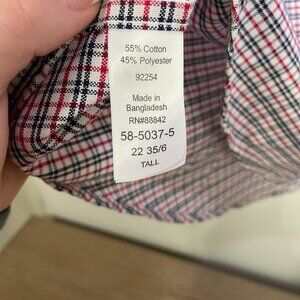 55% Cotton
45% Polyester
92254
Made in
Bangladesh
RN#88842
58-5037-5
22 35/6
TALL